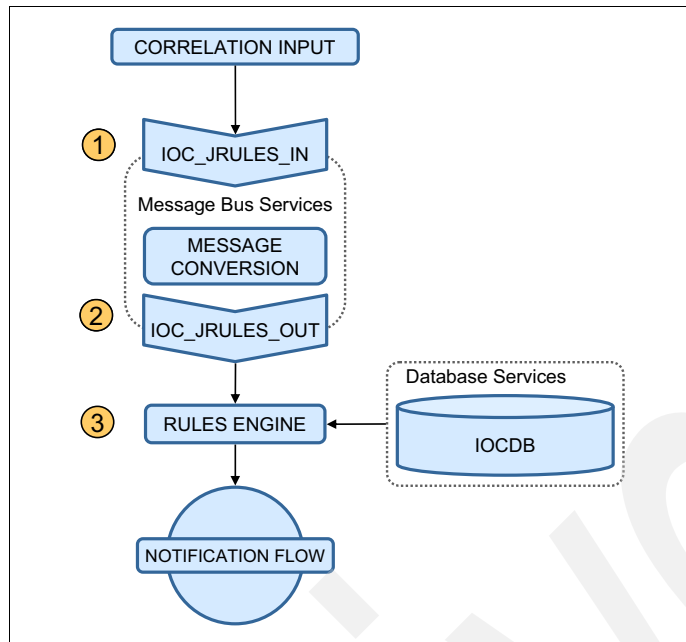 CORRELATION INPUT
1
IOC_JRULES_IN
Message Bus Services
MESSAGE
CONVERSION
2
IOC_JRULES_OUT
Database Services
3
RULES ENGINE
IOCDB
NOTIFICATION FLOW